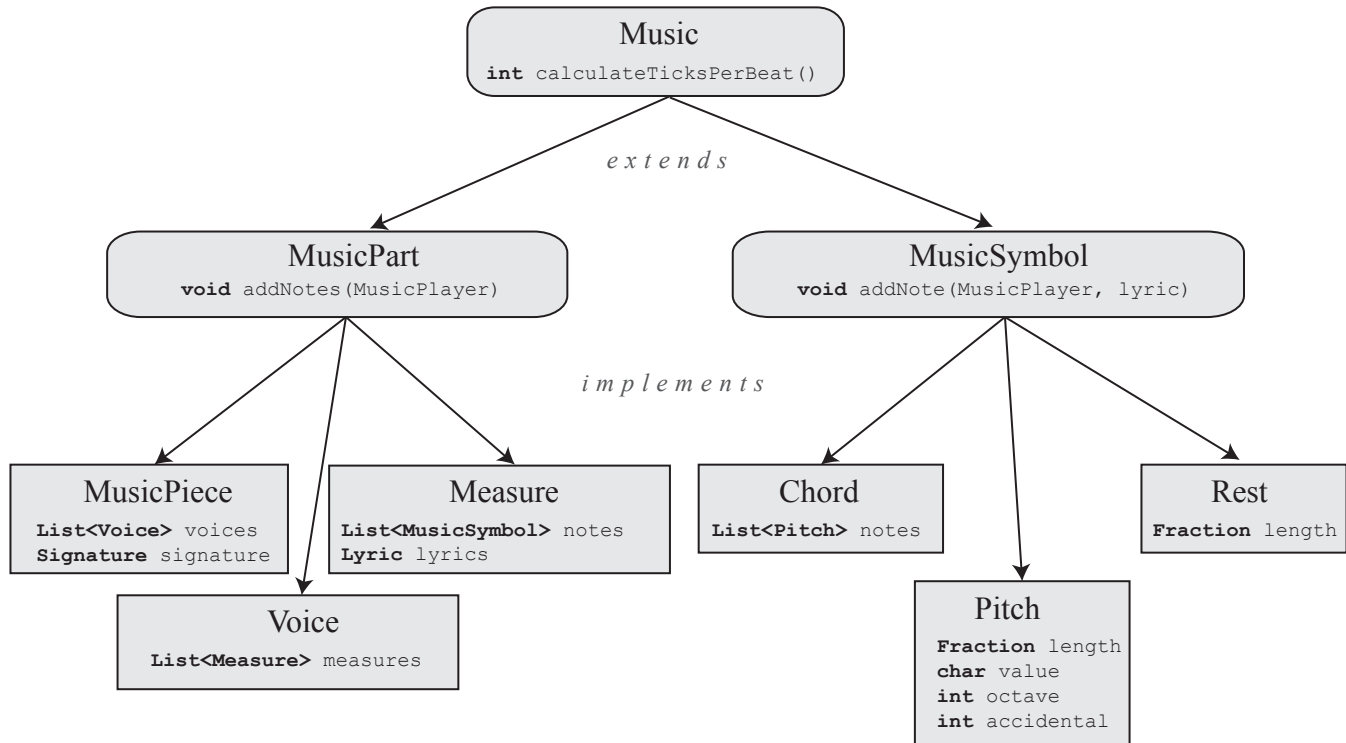 Music
int calculateTicksPerBeat()
extends
MusicPart
void addNotes(MusicPlayer)
MusicSymbol
void addNote(MusicPlayer, lyric)
implements
MusicPiece
List<Voice> voices
Signature signature
Measure
List<MusicSymbol> notes
Lyric lyrics
Chord
List<Pitch> notes
Rest
Fraction length
Voice
List<Measure> measures
Pitch
Fraction length
char value
int octave
int accidental